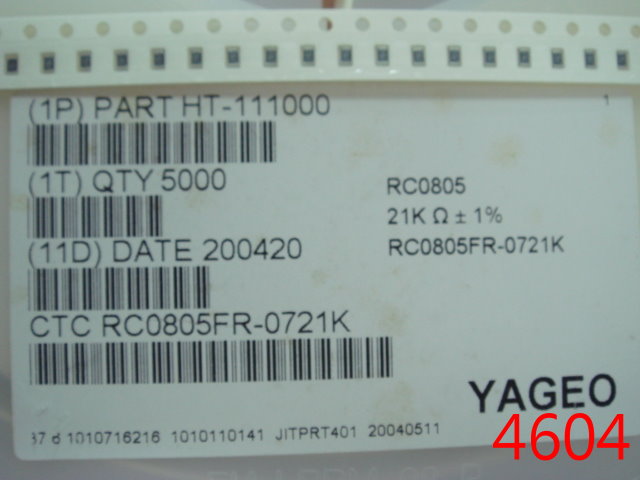 (1P) PART HT-111000
1
(1T) QTY 5000
RC0805
21K Ω ± 1%
(11D) DATE 200420
RC0805FR-0721K
CTC RC0805FR-0721K
YAGEO
1010716216 1010110141 JITPRT401 20040511
4604